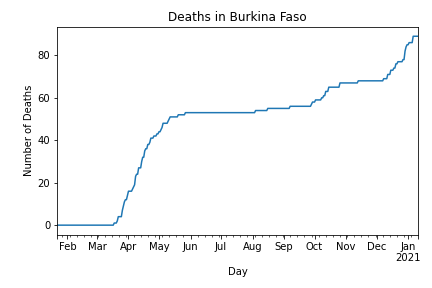 Deaths in Burkina Faso
Number of Deaths
80
60
40
20
0
Feb Mar Apr May Jun Jul Aug Sep Oct Nov Dec Jan
2021
Day